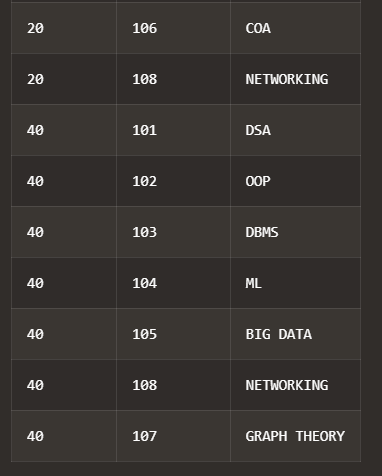 20 106 COA
20 108 NETWORKING
40 101 DSA
40 102 OOP
40 103 DBMS
40 104 ML
40 105 BIG DATA
40 108 NETWORKING
40 107 GRAPH THEORY